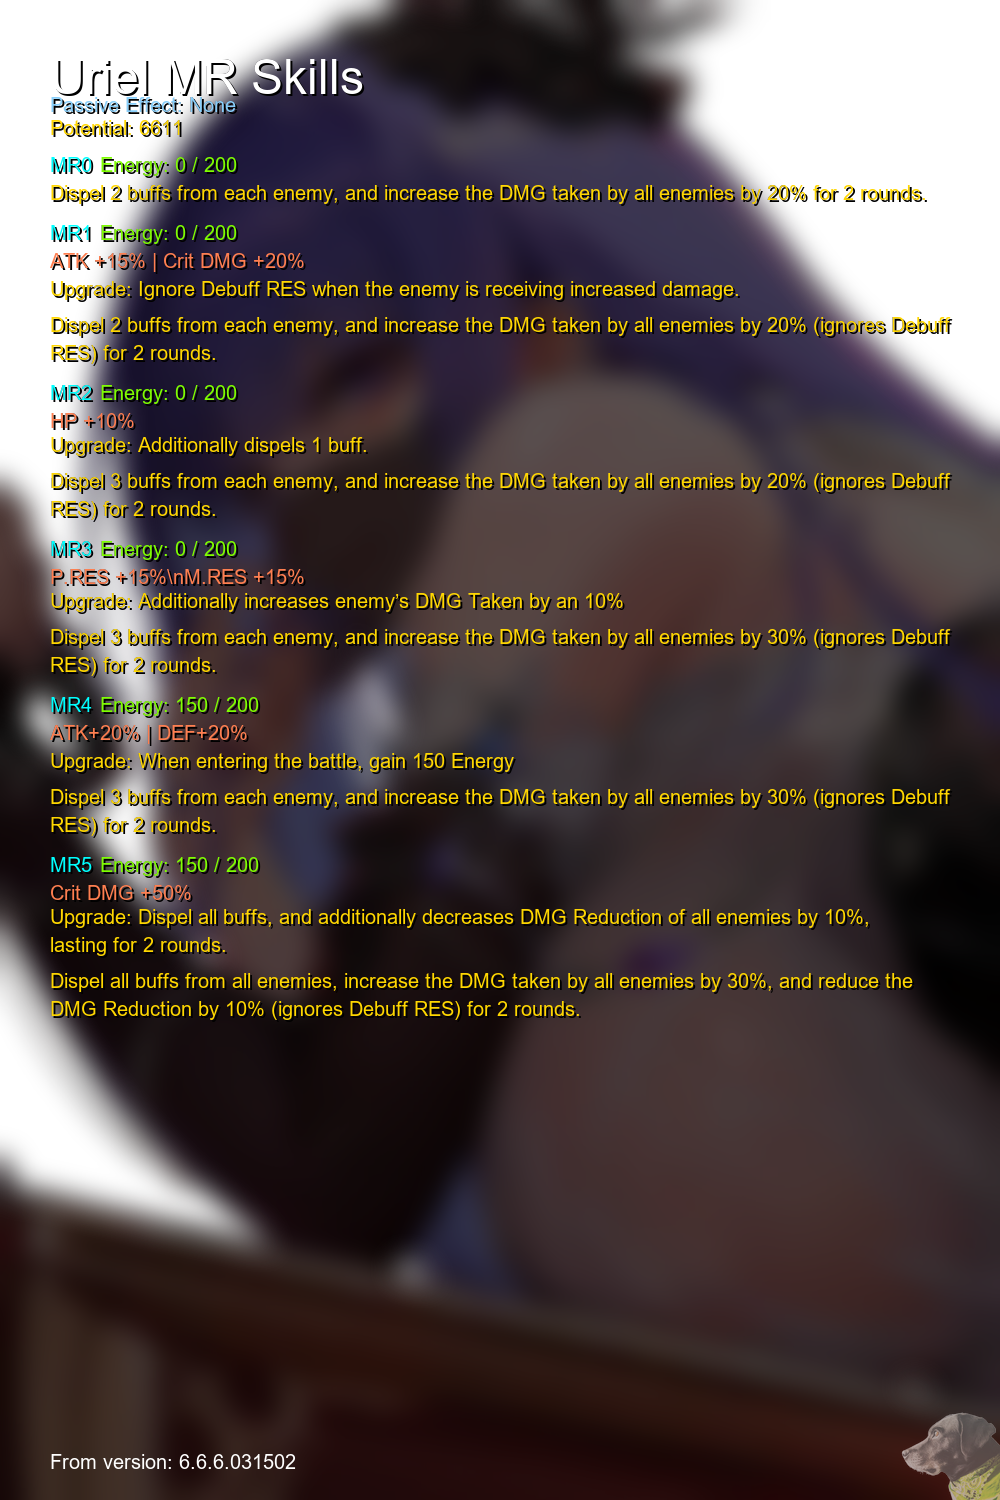 Uriel MR Skills
Passive Effect: None
Potential: 6611
MR0 Energy: 0 / 200
Dispel 2 buffs from each enemy, and increase the DMG taken by all enemies by 20% for 2 rounds.
MR1 Energy: 0 / 200
ATK +15% | Crit DMG +20%
Upgrade: Ignore Debuff RES when the enemy is receiving increased damage.
Dispel 2 buffs from each enemy, and increase the DMG taken by all enemies by 20% (ignores Debuff
RES) for 2 rounds.
MR2 Energy: 0 / 200
HP +10%
Upgrade: Additionally dispels 1 buff.
Dispel 3 buffs from each enemy, and increase the DMG taken by all enemies by 20% (ignores Debuff
RES) for 2 rounds.
MR3 Energy: 0 / 200
P.RES +15%\nM.RES +15%
Upgrade: Additionally increases enemy’s DMG Taken by an 10%
Dispel 3 buffs from each enemy, and increase the DMG taken by all enemies by 30% (ignores Debuff
RES) for 2 rounds.
MR4 Energy: 150 / 200
ATK+20% | DEF+20%
Upgrade: When entering the battle, gain 150 Energy
Dispel 3 buffs from each enemy, and increase the DMG taken by all enemies by 30% (ignores Debuff
RES) for 2 rounds.
MR5 Energy: 150 / 200
Crit DMG +50%
Upgrade: Dispel all buffs, and additionally decreases DMG Reduction of all enemies by 10%,
lasting for 2 rounds.
Dispel all buffs from all enemies, increase the DMG taken by all enemies by 30%, and reduce the
DMG Reduction by 10% (ignores Debuff RES) for 2 rounds.
From version: 6.6.6.031502